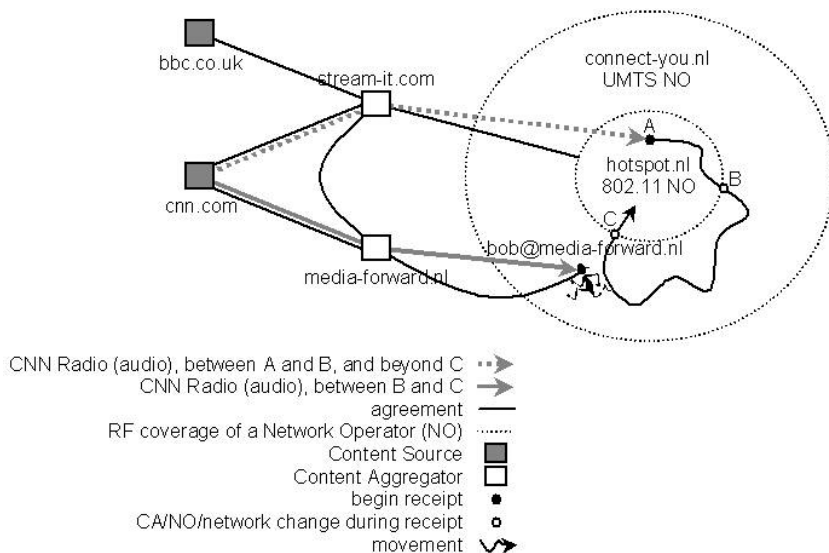 bbc.co.uk
stream-it.com
connect-you.nl
UMTS NO
A
hotspot.nl
802.11 NO
B
cnn.com
C
bob@media-forward.nl
media-forward.nl
CNN Radio (audio), between A and B, and beyond C
CNN Radio (audio), between B and C
agreement
RF coverage of a Network Operator (NO)
Content Source
Content Aggregator
begin receipt
CA/NO/network change during receipt
movement